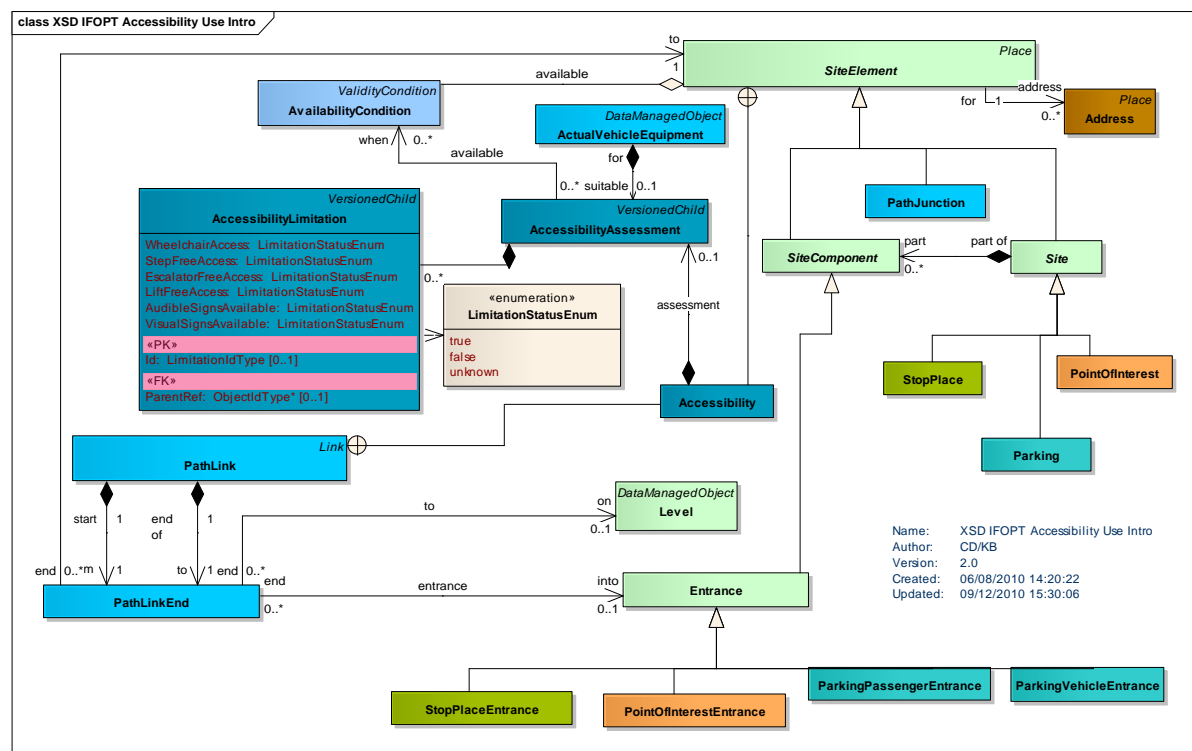 class XSD IFOPT Accessibility Use Intro
to
1
Place
SiteElement
available
ValidityCondition
AvailabilityCondition
when
0..*
available
DataManagedObject
ActualVehicleEquipment
for
0..*
suitable
0..1
address
for
1
0..*
Place
Address
VersionedChild
AccessibilityLimitation
WheelchairAccess: LimitationStatusEnum
StepFreeAccess: LimitationStatusEnum
EscalatorFreeAccess: LimitationStatusEnum
LiftFreeAccess: LimitationStatusEnum
AudibleSignsAvailable: LimitationStatusEnum
VisualSignsAvailable: LimitationStatusEnum
«PK»
Id: LimitationIdType [0..1]
«FK»
ParentRef: ObjectIdType* [0..1]
VersionedChild
AccessibilityAssessment
0..*
0..1
assessment
«enumeration»
LimitationStatusEnum
true
false
unknown
PathJunction
SiteComponent
part
0..*
part of
Site
StopPlace
PointOfInterest
Parking
Accessibility
Link
PathLink
start
1
end
of
1
m
1
to
1
end
0..*
end
0..*
to
on
0..1
DataManagedObject
Level
PathLinkEnd
end
0..*
entrance
into
0..1
Entrance
Name: XSD IFOPT Accessibility Use Intro
Author: CD/KB
Version: 2.0
Created: 06/08/2010 14:20:22
Updated: 09/12/2010 15:30:06
StopPlaceEntrance
PointOfInterestEntrance
ParkingPassengerEntrance
ParkingVehicleEntrance